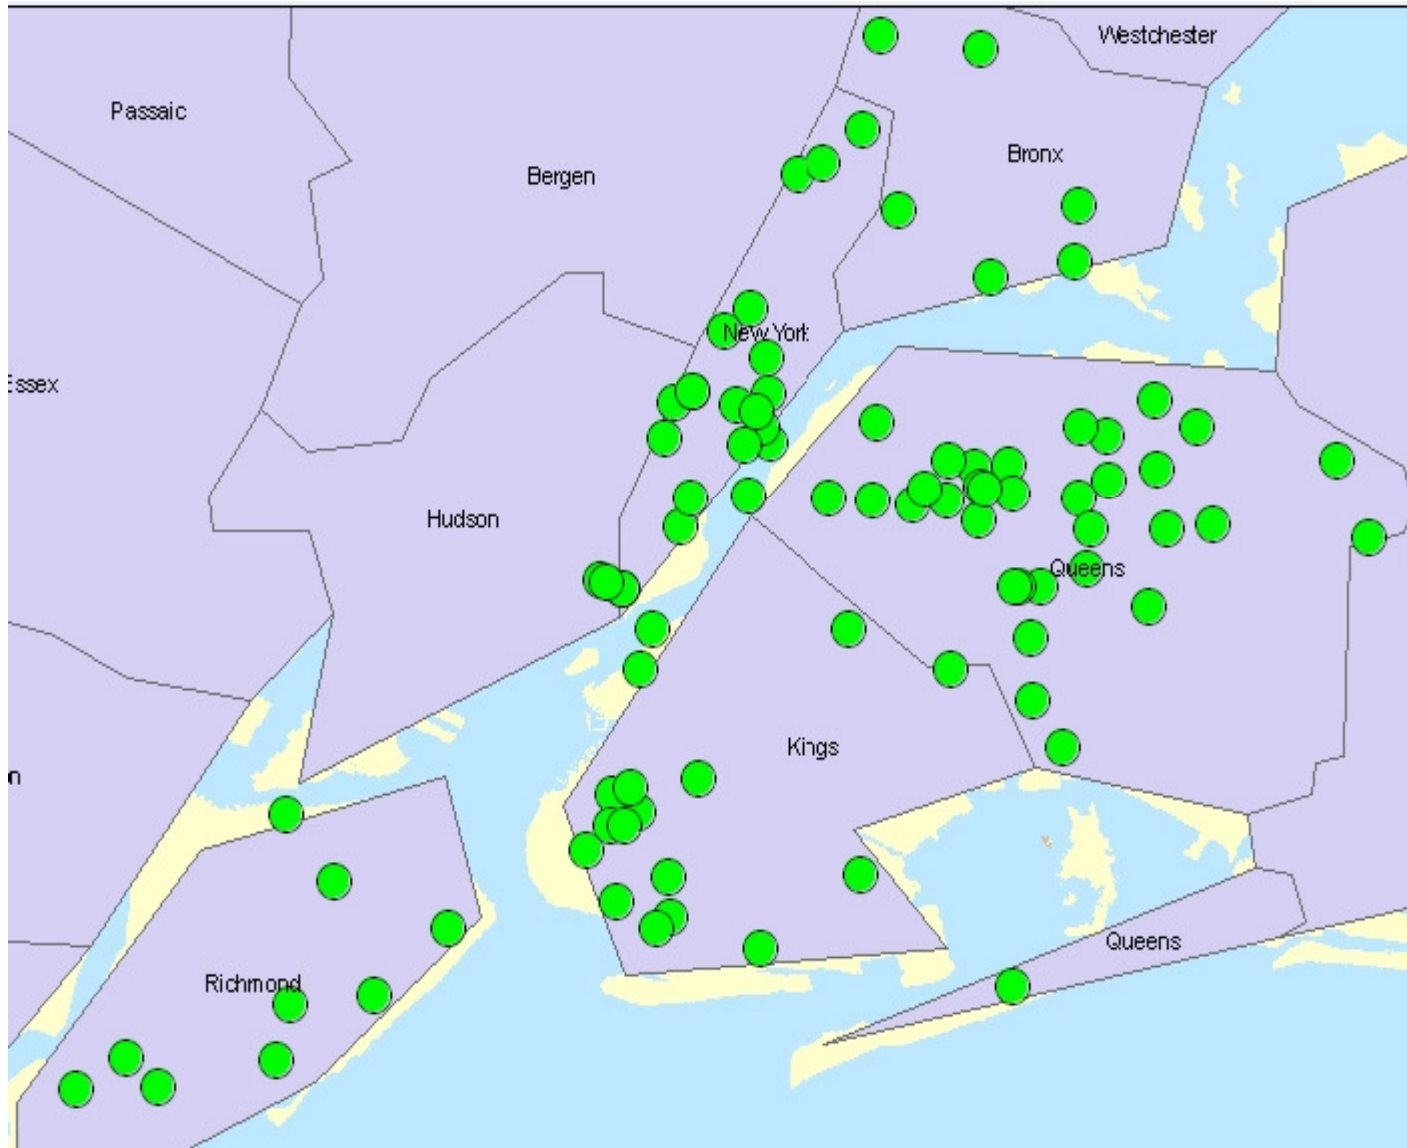 Westchester
Passaic
Bronx
Bergen
New York
Essex
Hudson
Queens
Kings
n
Queens
Richmond